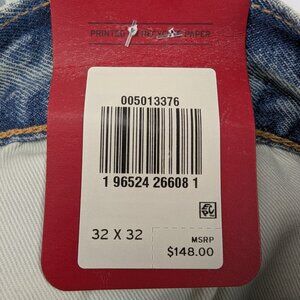 PRINTED ON RECYCLED PAPER
005013376
1 96524 26608 1
32 X 32
MSRP
$148.00